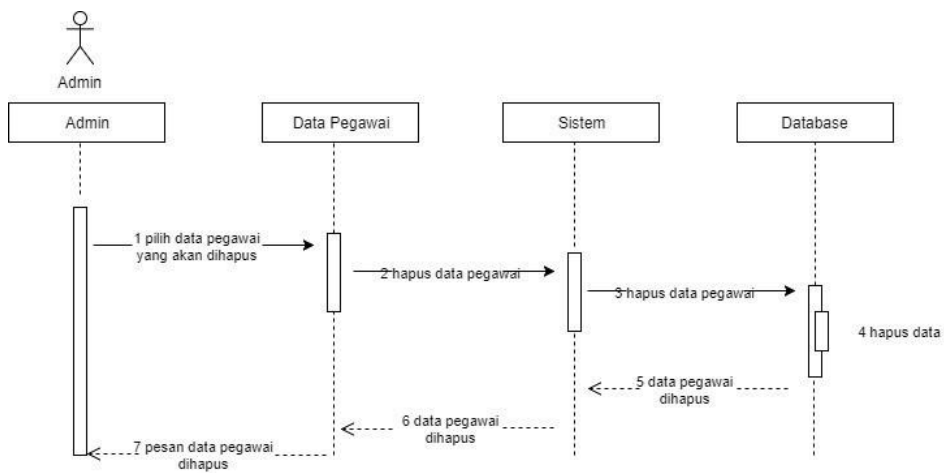 Admin
Admin
Data Pegawai
Sistem
Database
1 pilih data pegawai
yang akan dihapus
2 hapus data pegawai
3 hapus data pegawai
4 hapus data
5 data pegawai
dihapus
6 data pegawai
dihapus
7 pesan data pegawai
dihapus